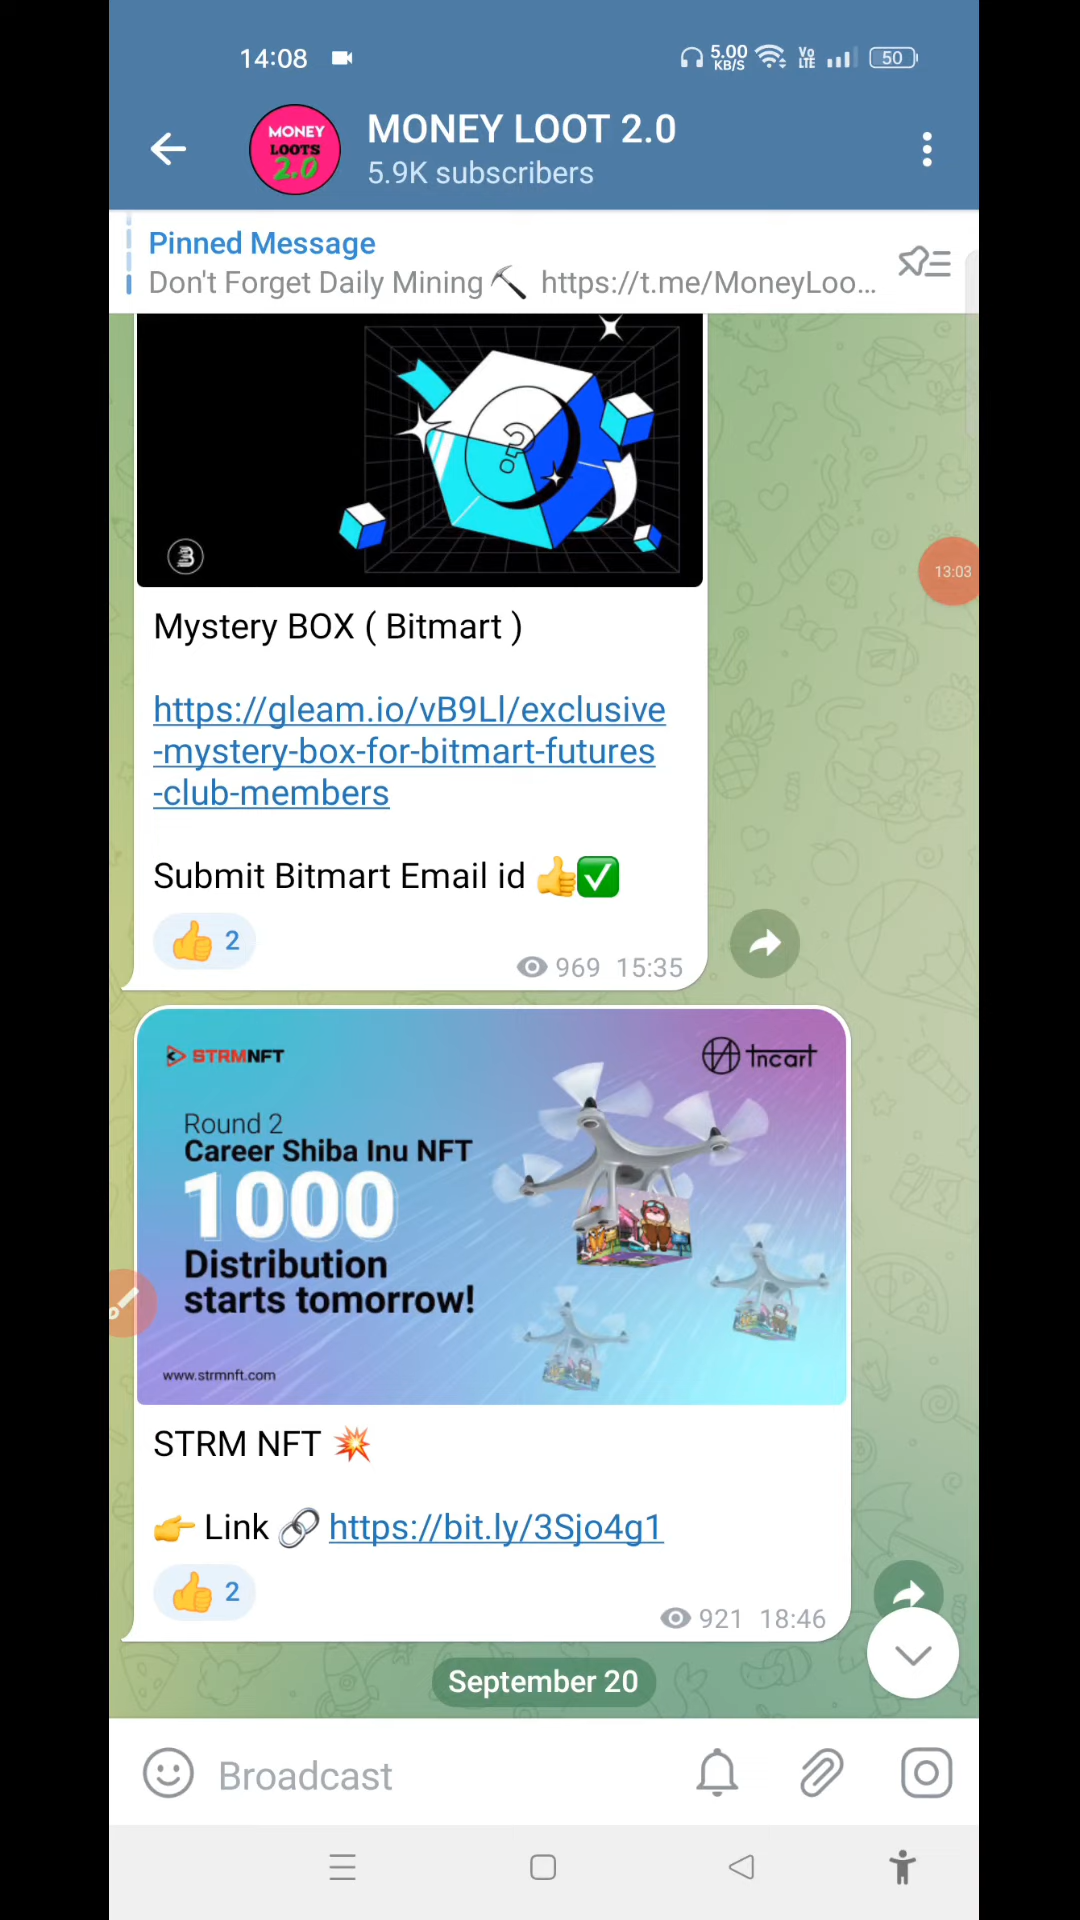 14:08
5.00 KB/S
Vo LTE
50
MONEY LOOTS 2.0
MONEY LOOT 2.0
5.9K subscribers
Pinned Message
Don't Forget Daily Mining ⛏️ https://t.me/MoneyLoo...
?
B
13:03
Mystery BOX ( Bitmart )
https://gleam.io/vB9Ll/exclusive
-mystery-box-for-bitmart-futures
-club-members
Submit Bitmart Email id 👍✅
👍 2
969 15:35
STRMNFT
Incart
Round 2
Career Shiba Inu NFT
1000
Distribution
starts tomorrow!
www.strmnft.com
STRM NFT 💥
👉 Link 🔗 https://bit.ly/3Sjo4g1
👍 2
921 18:46
September 20
Broadcast